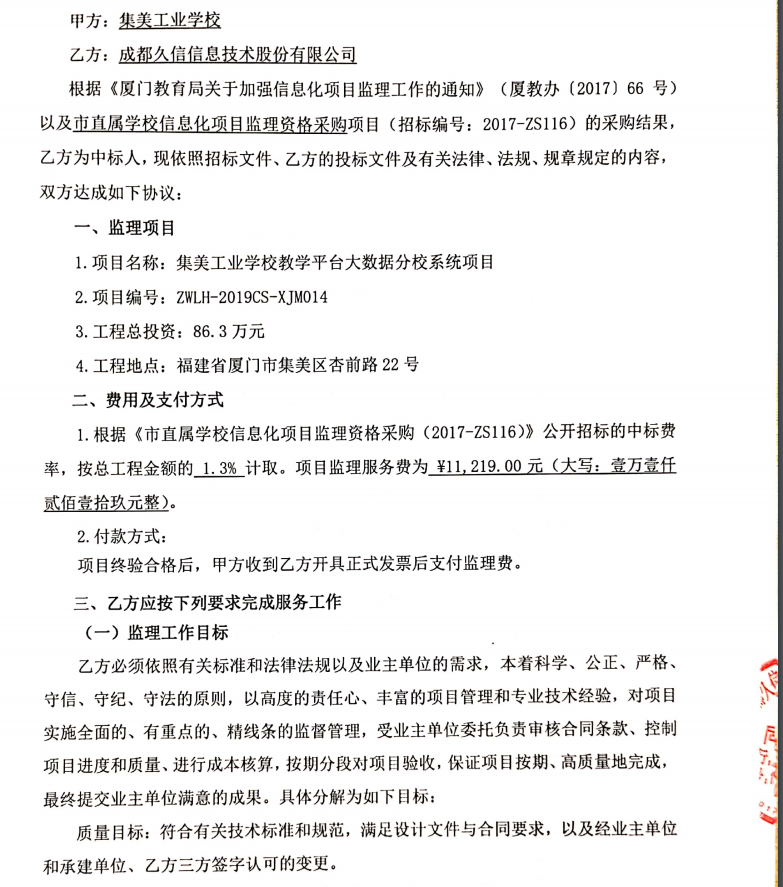 甲方：集美工业学校
乙方：成都久信信息技术股份有限公司
根据《厦门教育局关于加强信息化项目监理工作的通知》（厦教办〔2017〕66 号）
以及市直属学校信息化项目监理资格采购项目（招标编号：2017-ZS116）的采购结果，
乙方为中标人，现依照招标文件、乙方的投标文件及有关法律、法规、规章规定的内容，
双方达成如下协议：
一、监理项目
1.项目名称：集美工业学校教学平台大数据分校系统项目
2.项目编号：ZWLH-2019CS-XJM014
3.工程总投资：86.3 万元
4.工程地点：福建省厦门市集美区杏前路 22 号
二、费用及支付方式
1.根据《市直属学校信息化项目监理资格采购（2017-ZS116）》公开招标的中标费
率，按总工程金额的 1.3% 计取。项目监理服务费为 ¥11,219.00 元（大写：壹万壹仟
贰佰壹拾玖元整）。
2.付款方式：
项目终验合格后，甲方收到乙方开具正式发票后支付监理费。
三、乙方应按下列要求完成服务工作
（一）监理工作目标
乙方必须依照有关标准和法律法规以及业主单位的需求，本着科学、公正、严格、
守信、守纪、守法的原则，以高度的责任心、丰富的项目管理和专业技术经验，对项目
实施全面的、有重点的、精线条的监督管理，受业主单位委托负责审核合同条款、控制
项目进度和质量、进行成本核算，按期分段对项目验收，保证项目按期、高质量地完成，
最终提交业主单位满意的成果。具体分解为如下目标：
质量目标：符合有关技术标准和规范，满足设计文件与合同要求，以及经业主单位
和承建单位、乙方三方签字认可的变更。